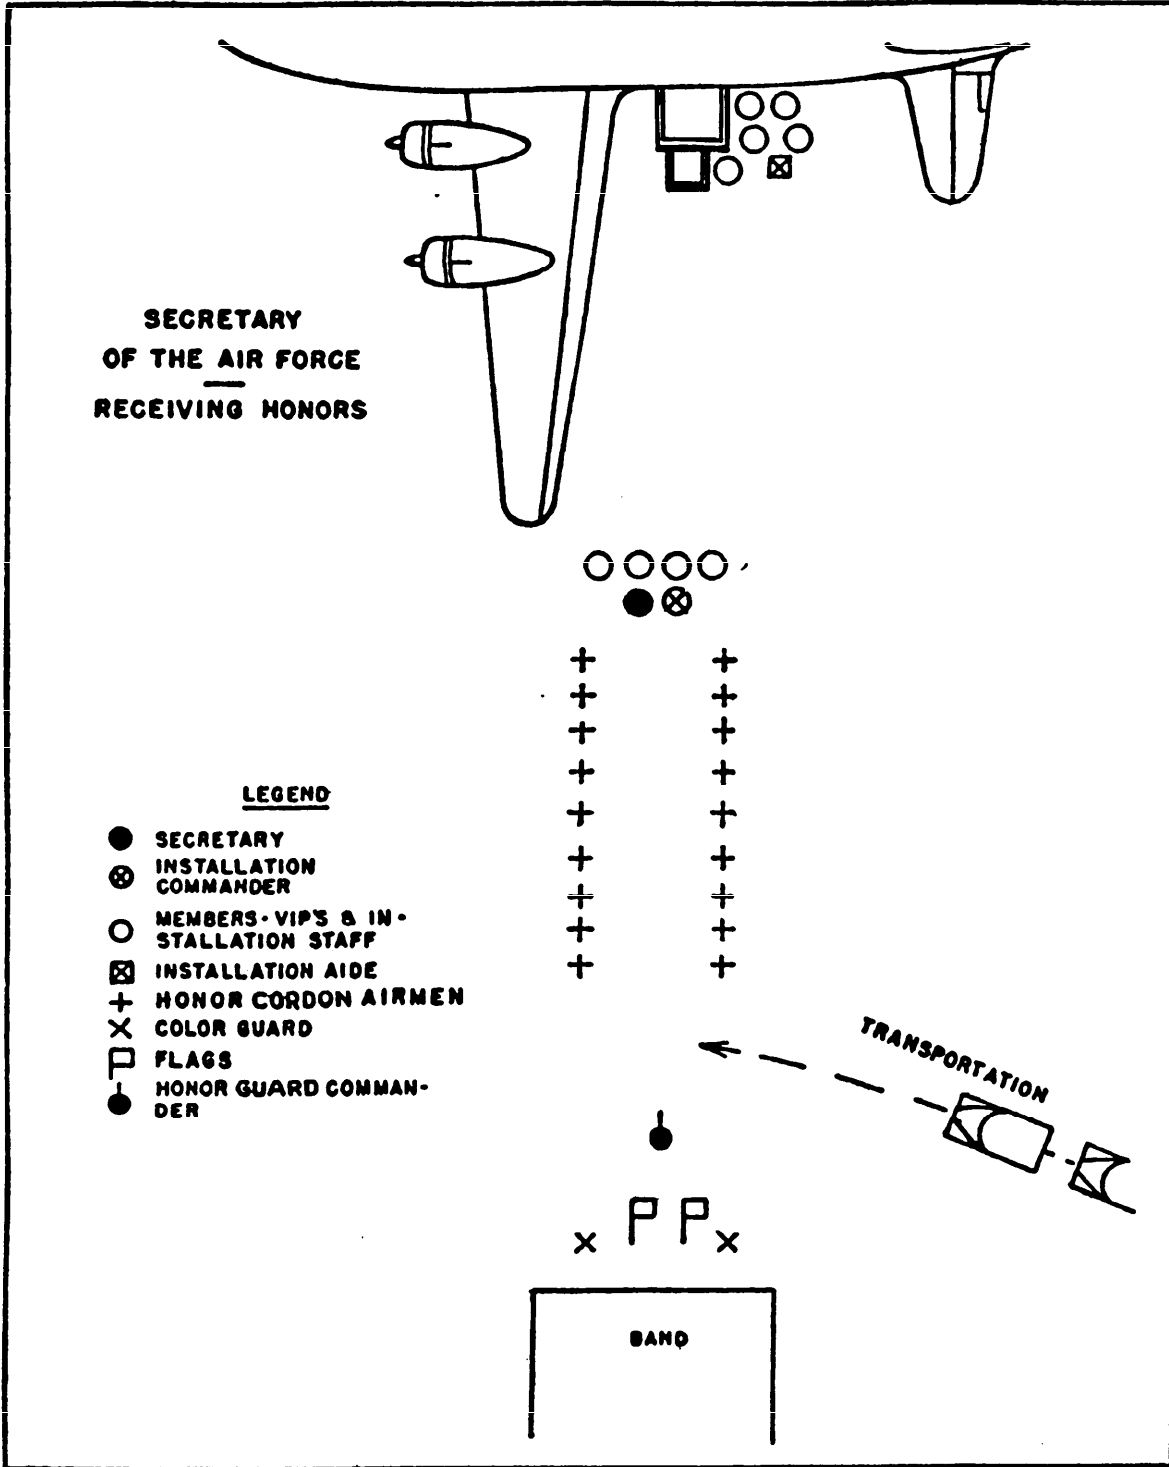 SECRETARY
OF THE AIR FORCE
RECEIVING HONORS
LEGEND
SECRETARY
INSTALLATION
COMMANDER
MEMBERS-VIP'S & IN-
STALLATION STAFF
INSTALLATION AIDE
HONOR CORDON AIRMEN
COLOR GUARD
FLAGS
HONOR GUARD COMMAN-
DER
TRANSPORTATION
BAND